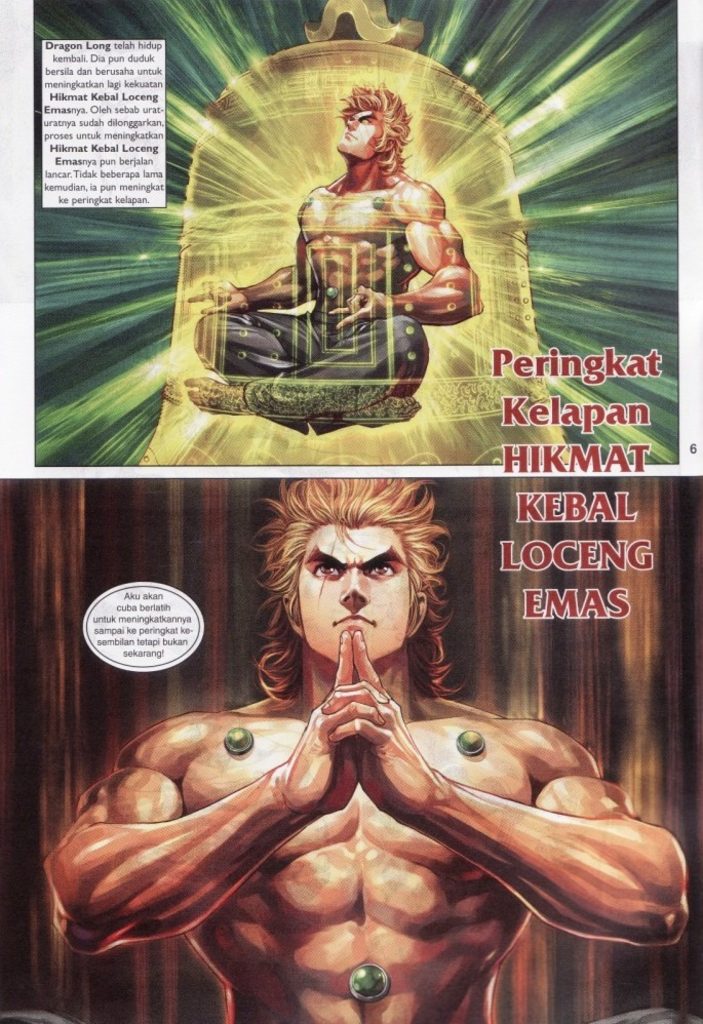 Dragon Long telah hidup
kembali. Dia pun duduk
bersila dan berusaha untuk
meningkatkan lagi kekuatan
Hikmat Kebal Loceng
Emasnya. Oleh sebab urat-
uratnya sudah dilonggarkan,
proses untuk meningkatkan
Hikmat Kebal Loceng
Emasnya pun berjalan
lancar. Tidak beberapa lama
kemudian, ia pun meningkat
ke peringkat kelapan.
Peringkat
Kelapan
HIKMAT
KEBAL
LOCENG
EMAS
6
Aku akan
cuba berlatih
untuk meningkatkannya
sampai ke peringkat ke-
sembilan tetapi bukan
sekarang!